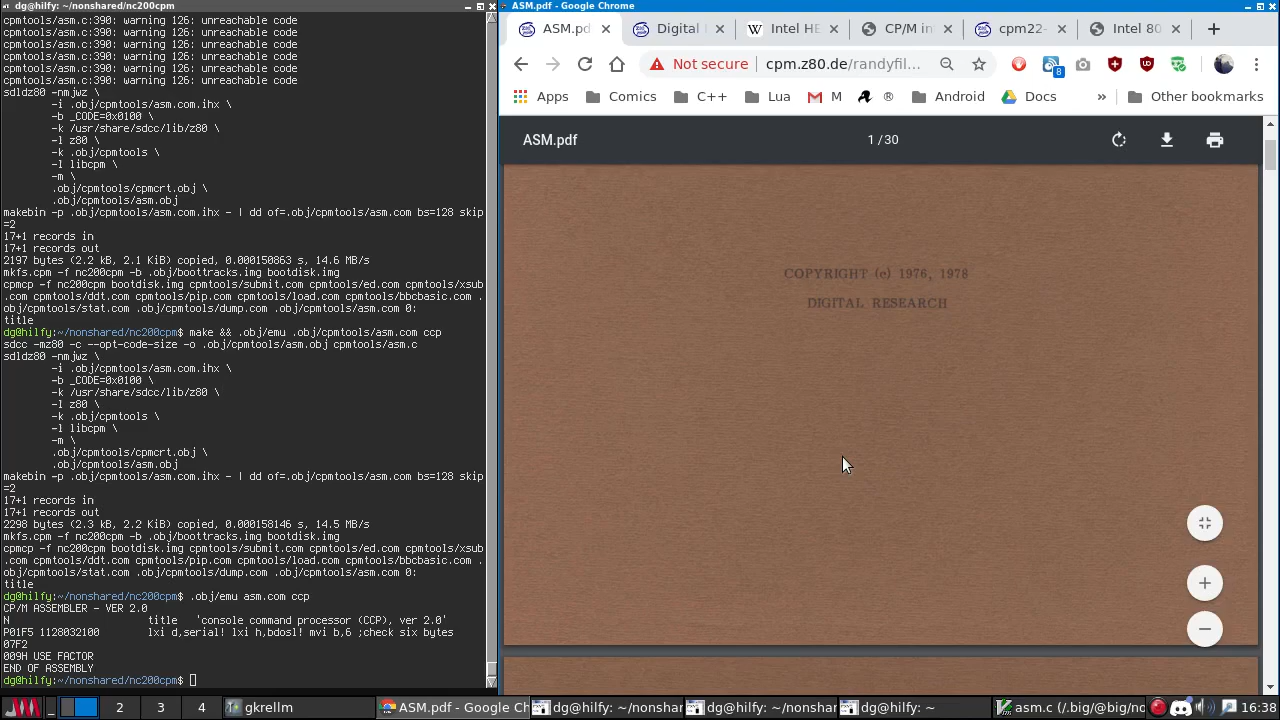 dg@hilfy: ~/nonshared/nc200cpm
cpmtools/asm.c:390: warning 126: unreachable code
cpmtools/asm.c:390: warning 126: unreachable code
cpmtools/asm.c:390: warning 126: unreachable code
cpmtools/asm.c:390: warning 126: unreachable code
cpmtools/asm.c:390: warning 126: unreachable code
cpmtools/asm.c:390: warning 126: unreachable code
sdldz80 -nmjwz \
-i .obj/cpmtools/asm.com.ihx \
-b _CODE=0x0100 \
-k /usr/share/sdcc/lib/z80 \
-l z80 \
-k .obj/cpmtools \
-l libcpm \
-m \
.obj/cpmtools/cpmcrt.obj \
.obj/cpmtools/asm.obj
makebin -p .obj/cpmtools/asm.com.ihx - | dd of=.obj/cpmtools/asm.com bs=128 skip
=2
17+1 records in
17+1 records out
2197 bytes (2.2 kB, 2.1 KiB) copied, 0.000150863 s, 14.6 MB/s
mkfs.cpm -f nc200cpm -b .obj/boottracks.img bootdisk.img
cpmcp -f nc200cpm bootdisk.img cpmtools/submit.com cpmtools/ed.com cpmtools/xsub
.com cpmtools/ddt.com cpmtools/pip.com cpmtools/load.com cpmtools/bbcbasic.com .
obj/cpmtools/stat.com .obj/cpmtools/dump.com .obj/cpmtools/asm.com 0:
title
dg@hilfy:~/nonshared/nc200cpm$ make && .obj/emu .obj/cpmtools/asm.com ccp
sdcc -mz80 -c --opt-code-size -o .obj/cpmtools/asm.obj cpmtools/asm.c
sdldz80 -nmjwz \
-i .obj/cpmtools/asm.com.ihx \
-b _CODE=0x0100 \
-k /usr/share/sdcc/lib/z80 \
-l z80 \
-k .obj/cpmtools \
-l libcpm \
-m \
.obj/cpmtools/cpmcrt.obj \
.obj/cpmtools/asm.obj
makebin -p .obj/cpmtools/asm.com.ihx - | dd of=.obj/cpmtools/asm.com bs=128 skip
=2
17+1 records in
17+1 records out
2298 bytes (2.3 kB, 2.2 KiB) copied, 0.000158146 s, 14.5 MB/s
mkfs.cpm -f nc200cpm -b .obj/boottracks.img bootdisk.img
cpmcp -f nc200cpm bootdisk.img cpmtools/submit.com cpmtools/ed.com cpmtools/xsub
.com cpmtools/ddt.com cpmtools/pip.com cpmtools/load.com cpmtools/bbcbasic.com .
obj/cpmtools/stat.com .obj/cpmtools/dump.com .obj/cpmtools/asm.com 0:
title
dg@hilfy:~/nonshared/nc200cpm$ .obj/emu asm.com ccp
CP/M ASSEMBLER - VER 2.0
N title 'console command processor (CCP), ver 2.0'
P01F5 1128032100 lxi d,serial! lxi h,bdosl! mvi b,6 ;check six bytes
07F2
009H USE FACTOR
END OF ASSEMBLY
dg@hilfy:~/nonshared/nc200cpm$
ASM.pdf - Google Chrome
ASM.pd Digital Intel HE CP/M in cpm22- Intel 80
Not secure cpm.z80.de/randyfil...
8
Apps Comics C++ Lua M ® Android Docs » Other bookmarks
ASM.pdf 1 / 30
COPYRIGHT (c) 1976, 1978
DIGITAL RESEARCH
2 3 4 gkrellm ASM.pdf - Google Ch dg@hilfy: ~/nonshar dg@hilfy: ~/nonshar dg@hilfy: ~ asm.c (/.big/@big/no 16:38